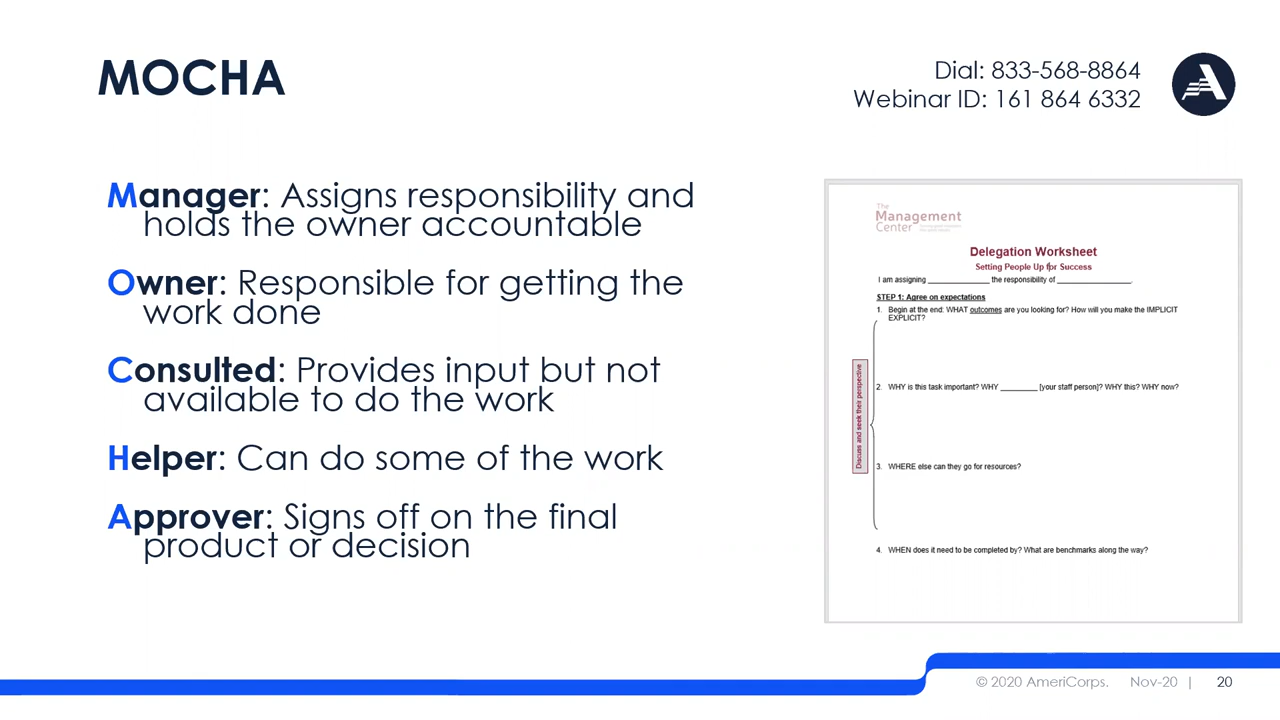 MOCHA
Dial: 833-568-8864
Webinar ID: 161 864 6332
Manager: Assigns responsibility and
holds the owner accountable
Owner: Responsible for getting the
work done
Consulted: Provides input but not
available to do the work
Helper: Can do some of the work
Approver: Signs off on the final
product or decision
The
Management
Center
Delegation Worksheet
Setting People Up for Success
I am assigning _______________ the responsibility of __________________.
STEP 1: Agree on expectations
1. Begin at the end: WHAT outcomes are you looking for? How will you make the IMPLICIT
EXPLICIT?
Discuss and seek their perspective
2. WHY is this task important? WHY _________ [your staff person]? WHY this? WHY now?
3. WHERE else can they go for resources?
4. WHEN does it need to be completed by? What are benchmarks along the way?
© 2020 AmeriCorps. Nov-20 | 20